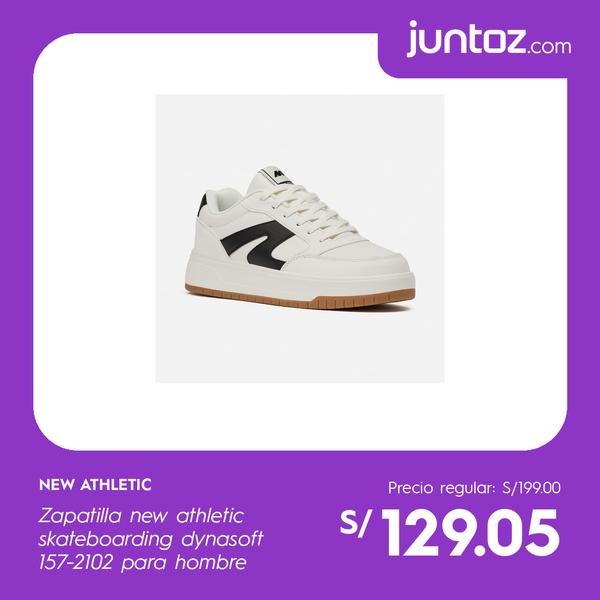 juntoz.com
NEW ATHLETIC
Zapatilla new athletic
skateboarding dynasoft
157-2102 para hombre
Precio regular: S/199.00
S/129.05